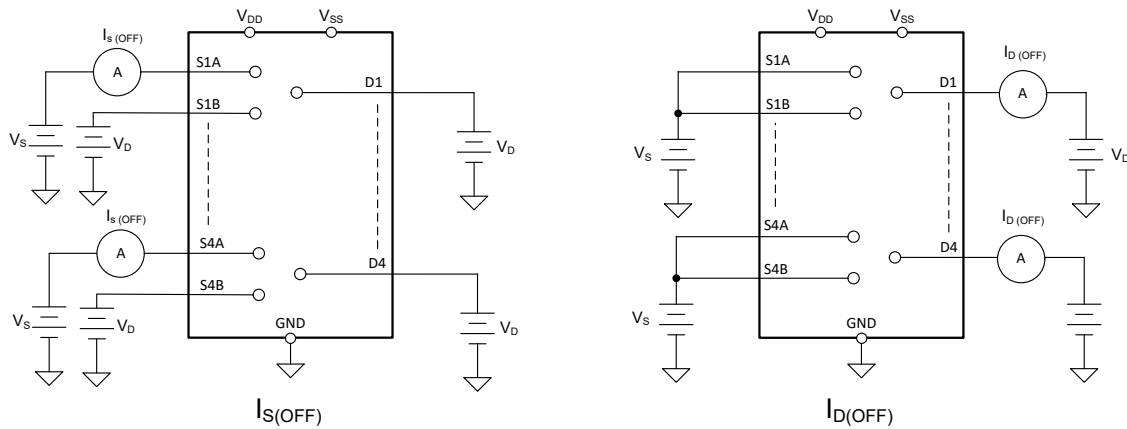 VDD VSS
Is (OFF)
A
S1A
D1
S1B
VS
VD
VD
Is (OFF)
A
S4A
D4
S4B
VS
VD
VD
GND
IS(OFF)
VDD VSS
S1A
ID (OFF)
D1
A
S1B
VS
VD
S4A
ID (OFF)
D4
A
S4B
VS
GND
ID(OFF)